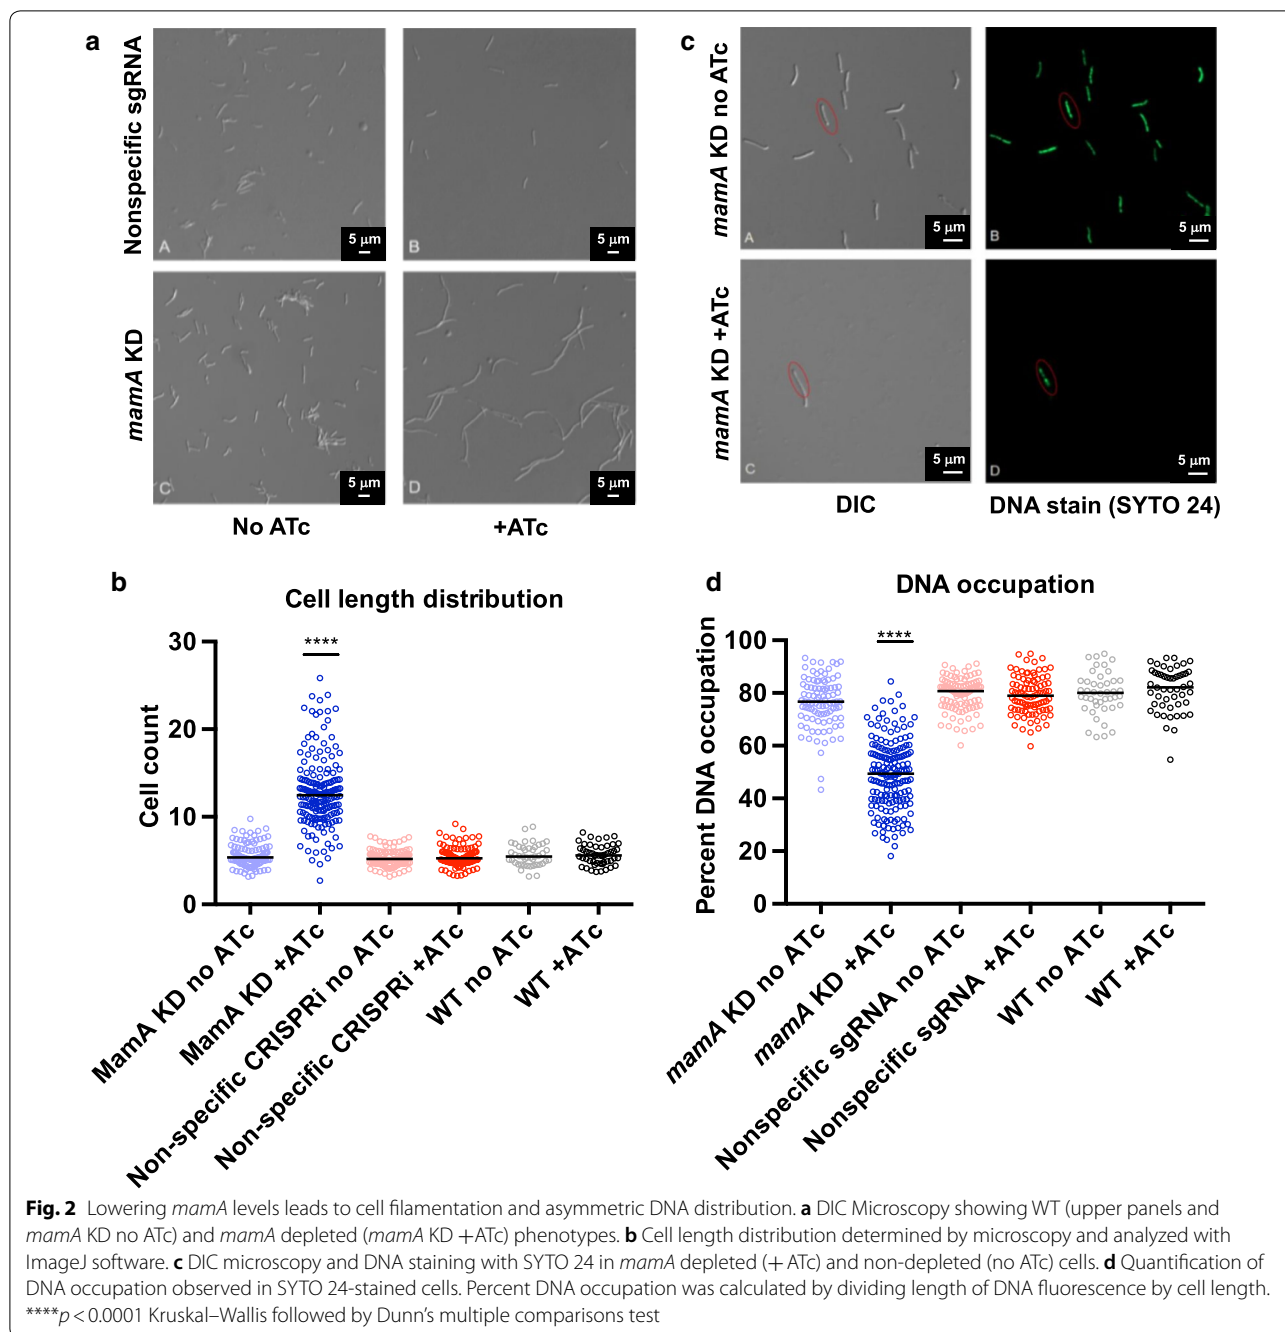 a
Nonspecific sgRNA
A
5 µm
B
5 µm
mamA KD
C
5 µm
D
5 µm
No ATc
+ATc
c
mamA KD no ATc
A
5 µm
B
5 µm
mamA KD +ATc
C
5 µm
D
5 µm
DIC
DNA stain (SYTO 24)
b
Cell length distribution
Cell count
30
20
10
0
****
MamA KD no ATc
MamA KD +ATc
Non-specific CRISPRi no ATc
Non-specific CRISPRi +ATc
WT no ATc
WT +ATc
d
DNA occupation
Percent DNA occupation
100
80
60
40
20
0
****
mamA KD no ATc
mamA KD +ATc
Nonspecific sgRNA no ATc
Nonspecific sgRNA +ATc
WT no ATc
WT +ATc
Fig. 2 Lowering mamA levels leads to cell filamentation and asymmetric DNA distribution. a DIC Microscopy showing WT (upper panels and
mamA KD no ATc) and mamA depleted (mamA KD +ATc) phenotypes. b Cell length distribution determined by microscopy and analyzed with
ImageJ software. c DIC microscopy and DNA staining with SYTO 24 in mamA depleted (+ ATc) and non-depleted (no ATc) cells. d Quantification of
DNA occupation observed in SYTO 24-stained cells. Percent DNA occupation was calculated by dividing length of DNA fluorescence by cell length.
****p < 0.0001 Kruskal–Wallis followed by Dunn's multiple comparisons test